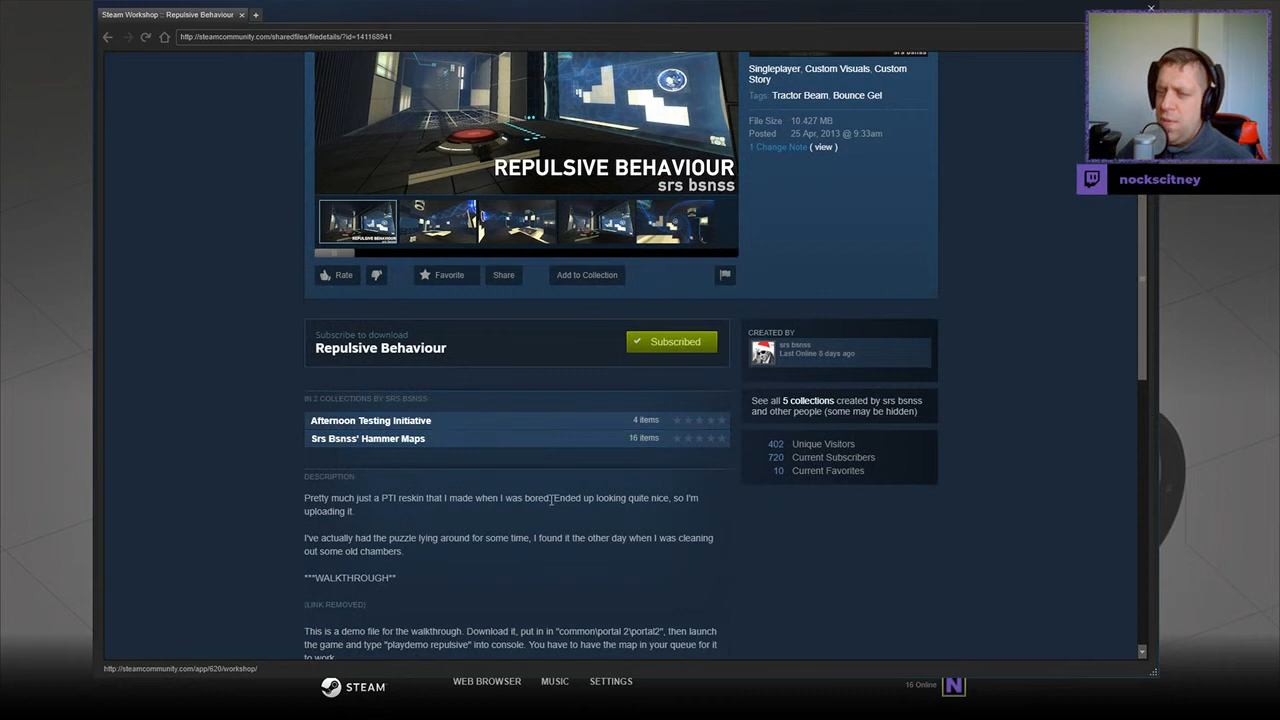 Steam Workshop :: Repulsive Behaviour
http://steamcommunity.com/sharedfiles/filedetails/?id=141168941
srs bsnss
Singleplayer, Custom Visuals, Custom
Story
Tags: Tractor Beam, Bounce Gel
File Size 10.427 MB
Posted 25 Apr, 2013 @ 9:33am
1 Change Note ( view )
nockscitney
REPULSIVE BEHAVIOUR
srs bsnss
Rate
Favorite
Share
Add to Collection
Subscribe to download
Repulsive Behaviour
Subscribed
CREATED BY
srs bsnss
Last Online 8 days ago
IN 2 COLLECTIONS BY SRS BSNSS
Afternoon Testing Initiative 4 items
Srs Bsnss' Hammer Maps 16 items
See all 5 collections created by srs bsnss
and other people (some may be hidden)
402 Unique Visitors
720 Current Subscribers
10 Current Favorites
DESCRIPTION
Pretty much just a PTI reskin that I made when I was bored. Ended up looking quite nice, so I'm
uploading it.
I've actually had the puzzle lying around for some time, I found it the other day when I was cleaning
out some old chambers.
***WALKTHROUGH**
(LINK REMOVED)
This is a demo file for the walkthrough. Download it, put in in "common\portal 2\portal2", then launch
the game and type "playdemo repulsive" into console. You have to have the map in your queue for it
to work.
http://steamcommunity.com/app/620/workshop/
STEAM
WEB BROWSER
MUSIC
SETTINGS
16 Online
N